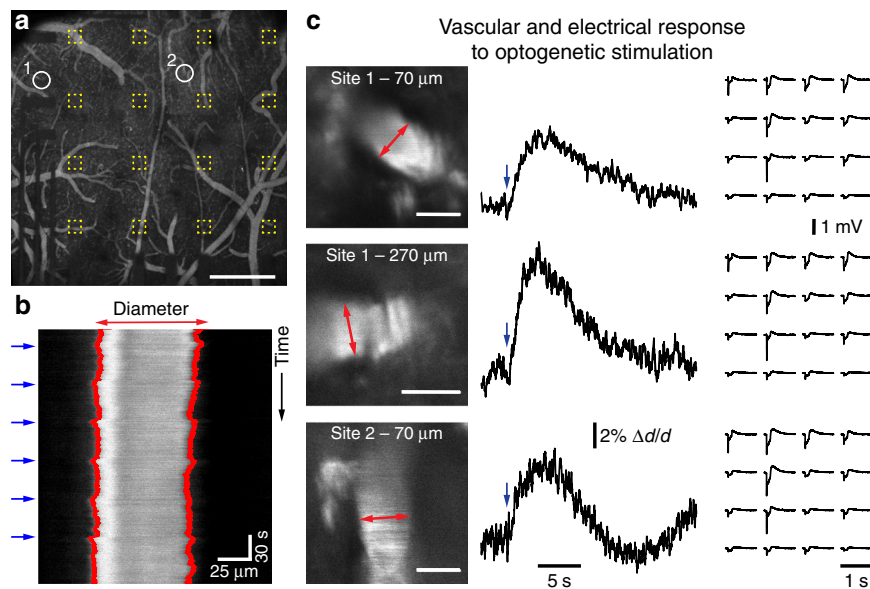 a
1
2
b
Diameter
Time
25 µm
30 s
c
Vascular and electrical response
to optogenetic stimulation
Site 1 – 70 µm
1 mV
Site 1 – 270 µm
2% Δd/d
Site 2 – 70 µm
5 s
1 s